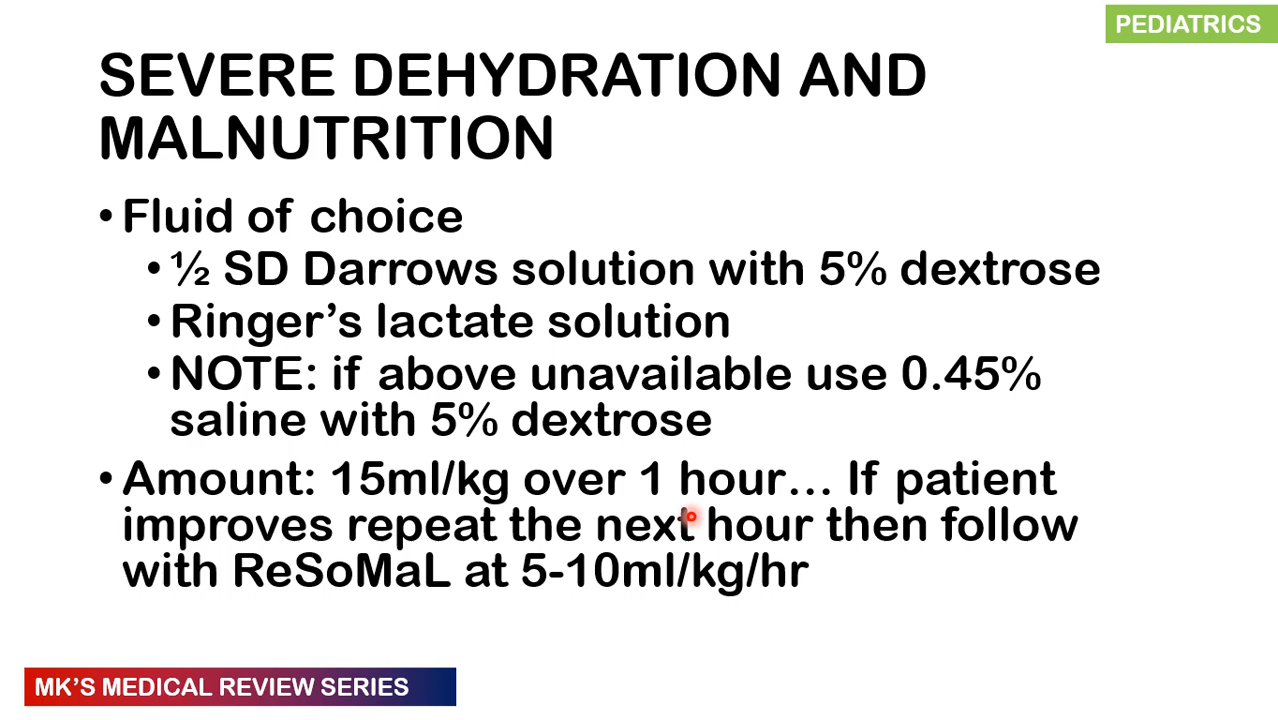 PEDIATRICS
SEVERE DEHYDRATION AND
MALNUTRITION
• Fluid of choice
• ½ SD Darrows solution with 5% dextrose
• Ringer’s lactate solution
• NOTE: if above unavailable use 0.45%
saline with 5% dextrose
• Amount: 15ml/kg over 1 hour… If patient
improves repeat the next hour then follow
with ReSoMaL at 5-10ml/kg/hr
MK’S MEDICAL REVIEW SERIES